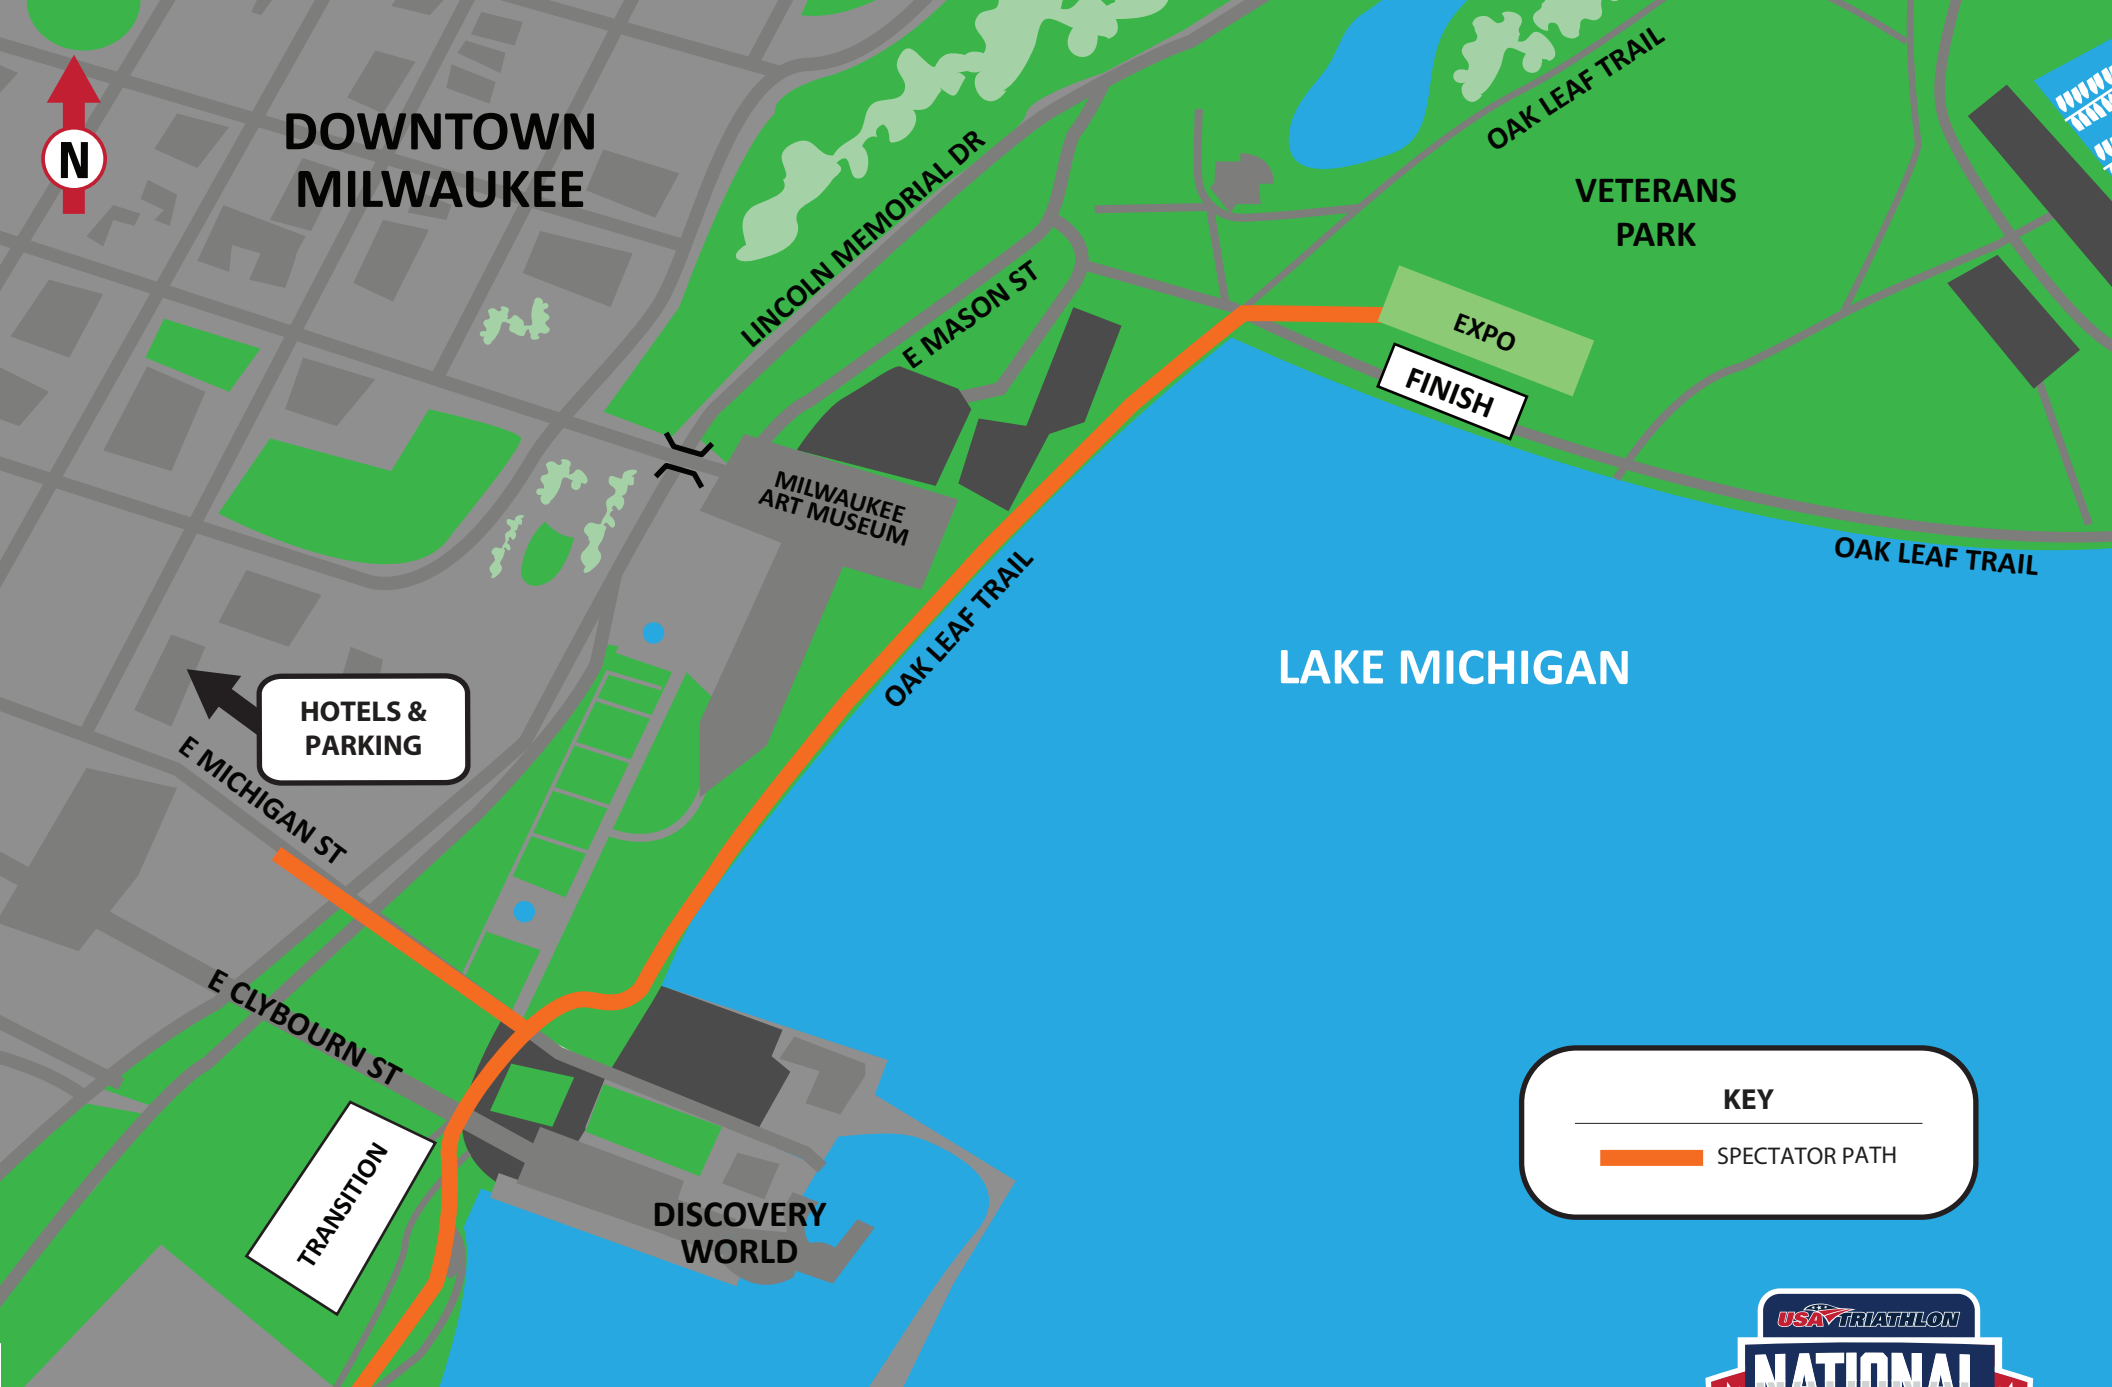 DOWNTOWN
MILWAUKEE
N
OAK LEAF TRAIL
VETERANS
PARK
LINCOLN MEMORIAL DR
E MASON ST
EXPO
FINISH
MILWAUKEE
ART MUSEUM
OAK LEAF TRAIL
OAK LEAF TRAIL
LAKE MICHIGAN
HOTELS &
PARKING
E MICHIGAN ST
E CLYBOURN ST
TRANSITION
DISCOVERY
WORLD
KEY
SPECTATOR PATH
USA TRIATHLON
NATIONAL